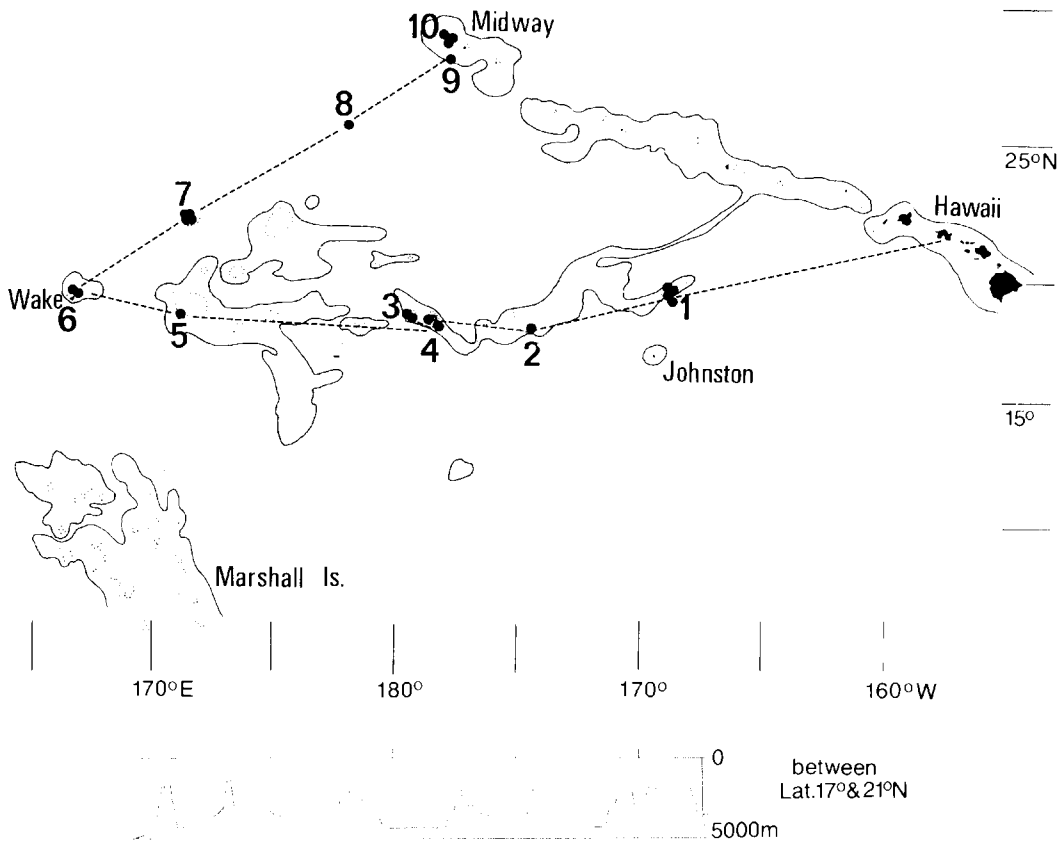 10 Midway
9
8
25°N
7
Hawaii
Wake
6
5
3
4
2
1
Johnston
15°
Marshall Is.
170°E
180°
170°
160°W
0
between
Lat.17°&21°N
5000m